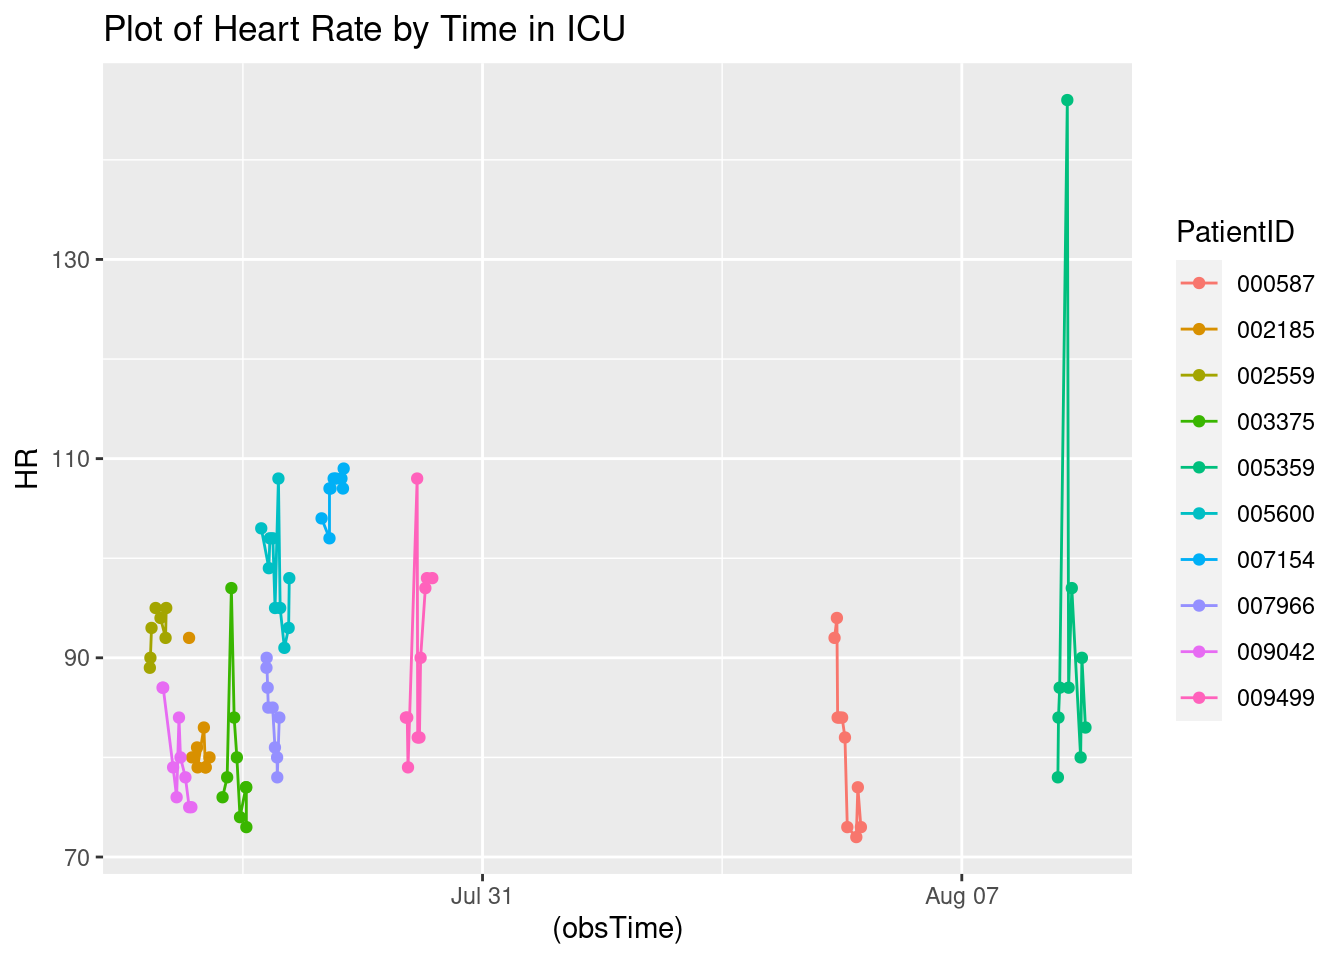 Plot of Heart Rate by Time in ICU
130
110
90
70
HR
Jul 31
Aug 07
(obsTime)
PatientID
000587
002185
002559
003375
005359
005600
007154
007966
009042
009499